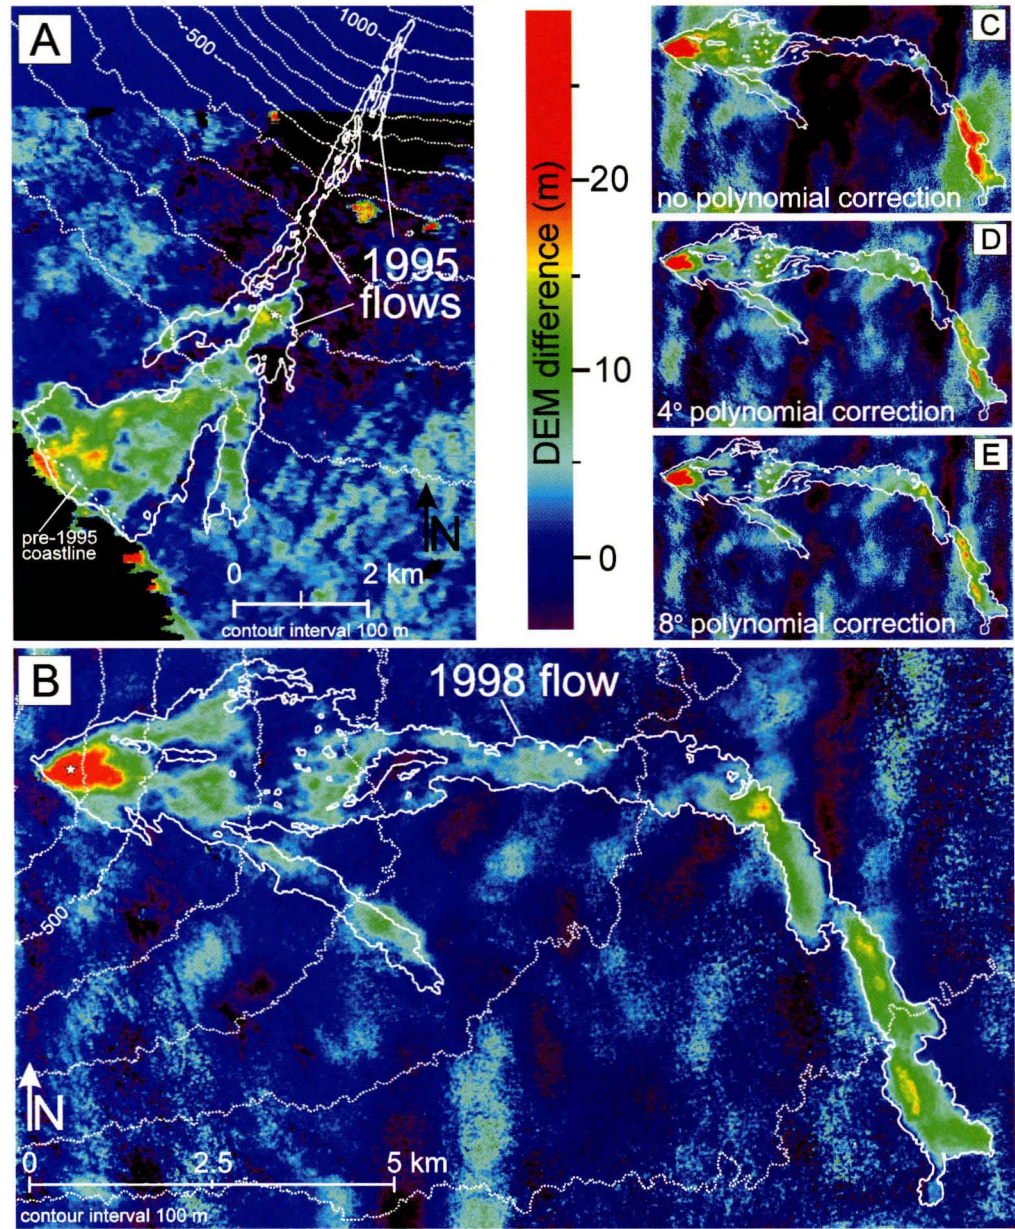 A
500
1000
1995
flows
pre-1995
coastline
N
0 2 km
contour interval 100 m
DEM difference (m)
20
10
0
C
no polynomial correction
D
4° polynomial correction
E
8° polynomial correction
B
1998 flow
500
N
0 2.5 5 km
contour interval 100 m